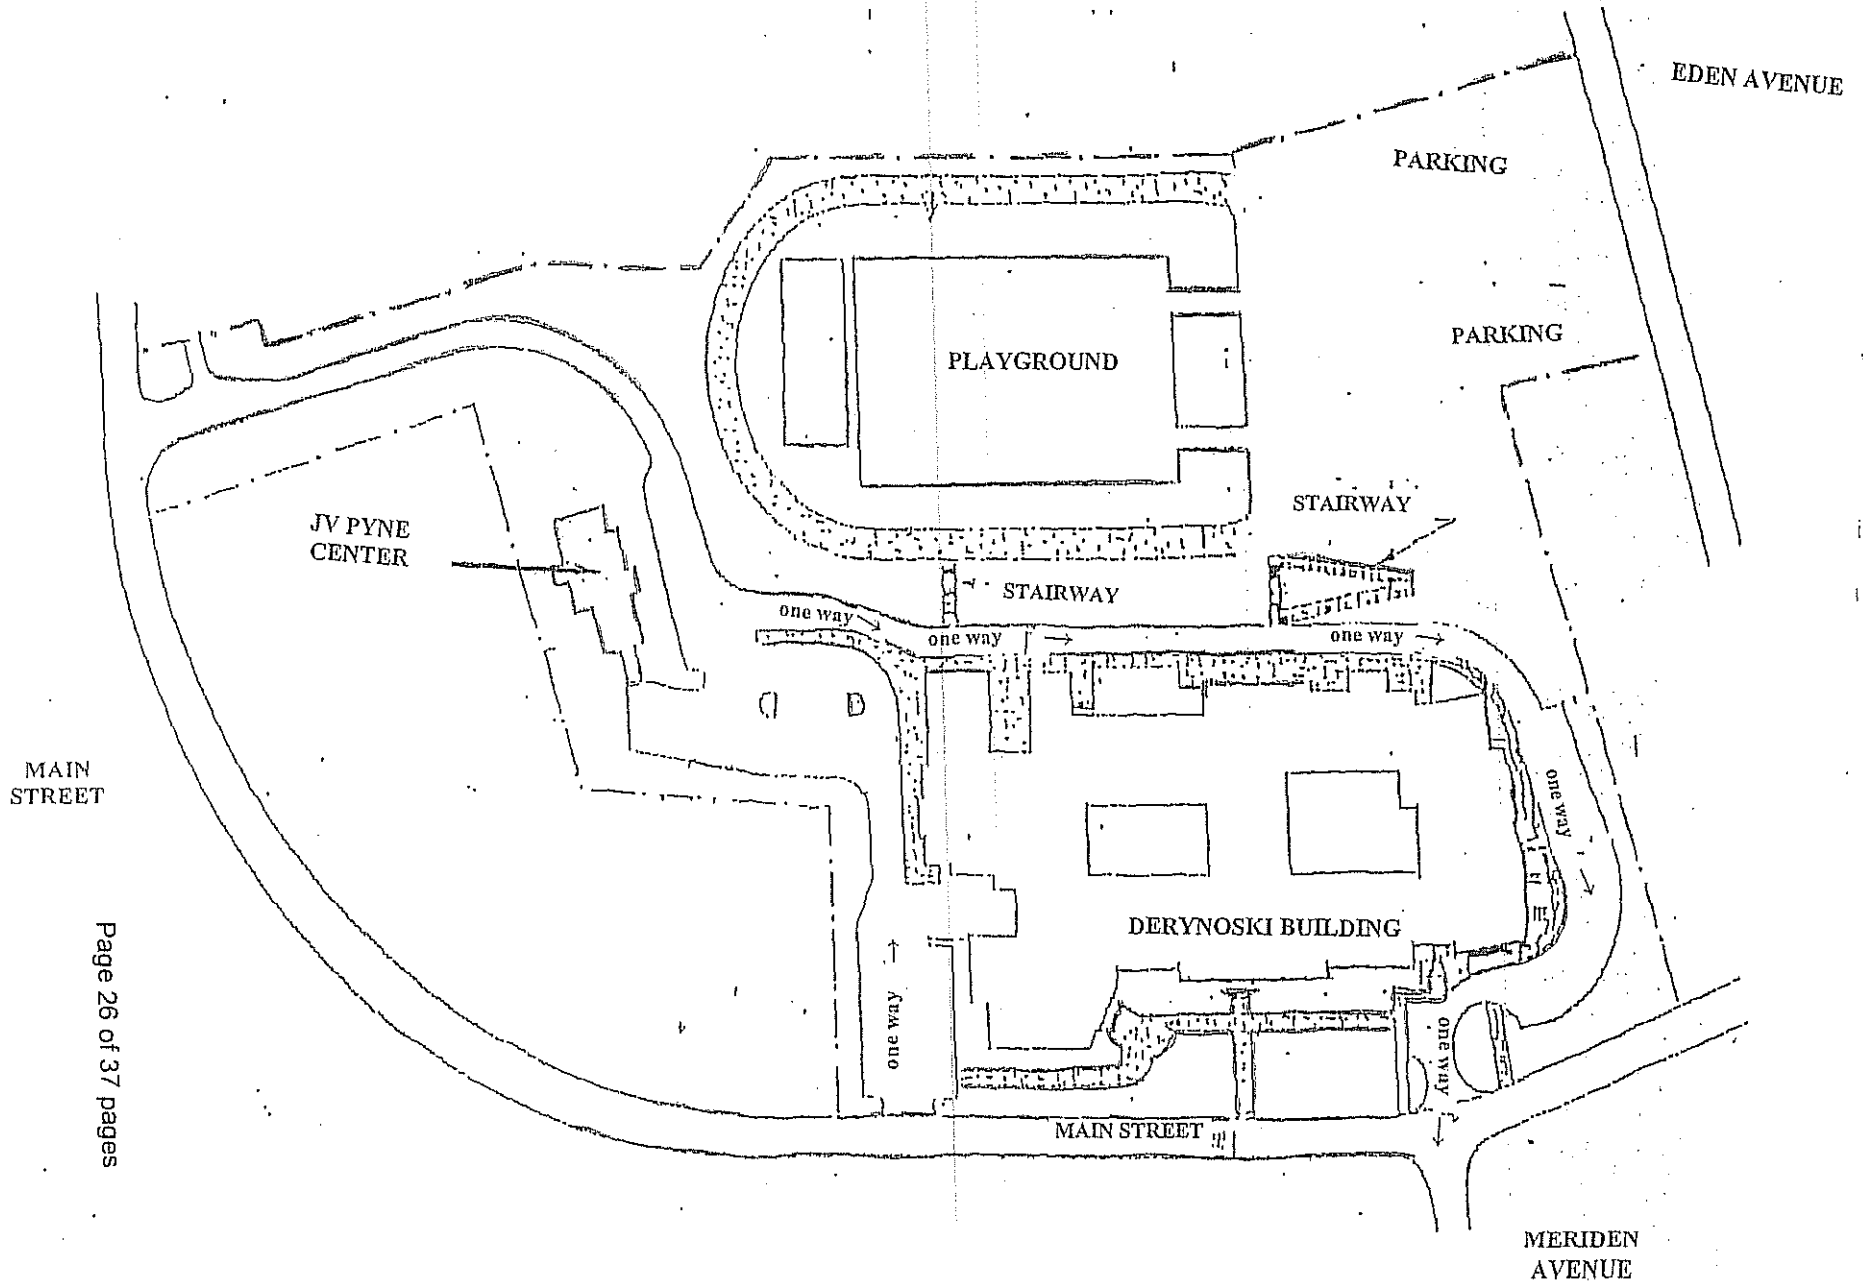 EDEN AVENUE
PARKING
PARKING
PLAYGROUND
STAIRWAY
JV PYNE
CENTER
STAIRWAY
one way
one way
one way
MAIN
STREET
one way
DERYNOSKI BUILDING
one way
one way
MAIN STREET
MERIDEN
AVENUE
Page 26 of 37 pages